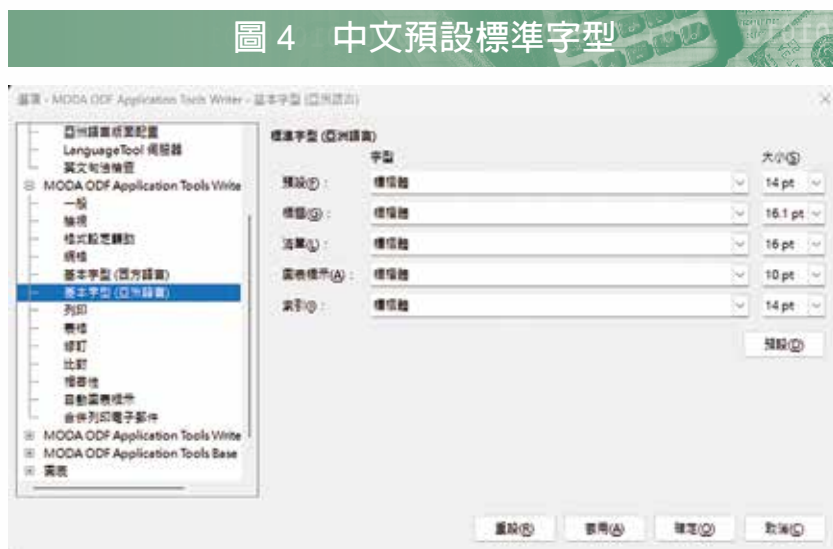 圖 4　中文預設標準字型
選項 - MODA ODF Application Tools Writer - 基本字型 (亞洲語言)
亞洲語言版面配置
LanguageTool 伺服器
英文句法檢查
MODA ODF Application Tools Write
一般
檢視
格式設定輔助
網格
基本字型 (西方語言)
基本字型 (亞洲語言)
列印
表格
修訂
比對
相容性
自動圖表標示
合併列印電子郵件
MODA ODF Application Tools Write
MODA ODF Application Tools Base
圖表
標準字型 (亞洲語言)
字型 大小(S)
預設(F)： 標楷體 14 pt
標題(G)： 標楷體 16.1 pt
清單(L)： 標楷體 16 pt
圖表標示(A)： 標楷體 10 pt
索引(I)： 標楷體 14 pt
預設(D)
重設(R) 套用(A) 確定(O) 取消(C)